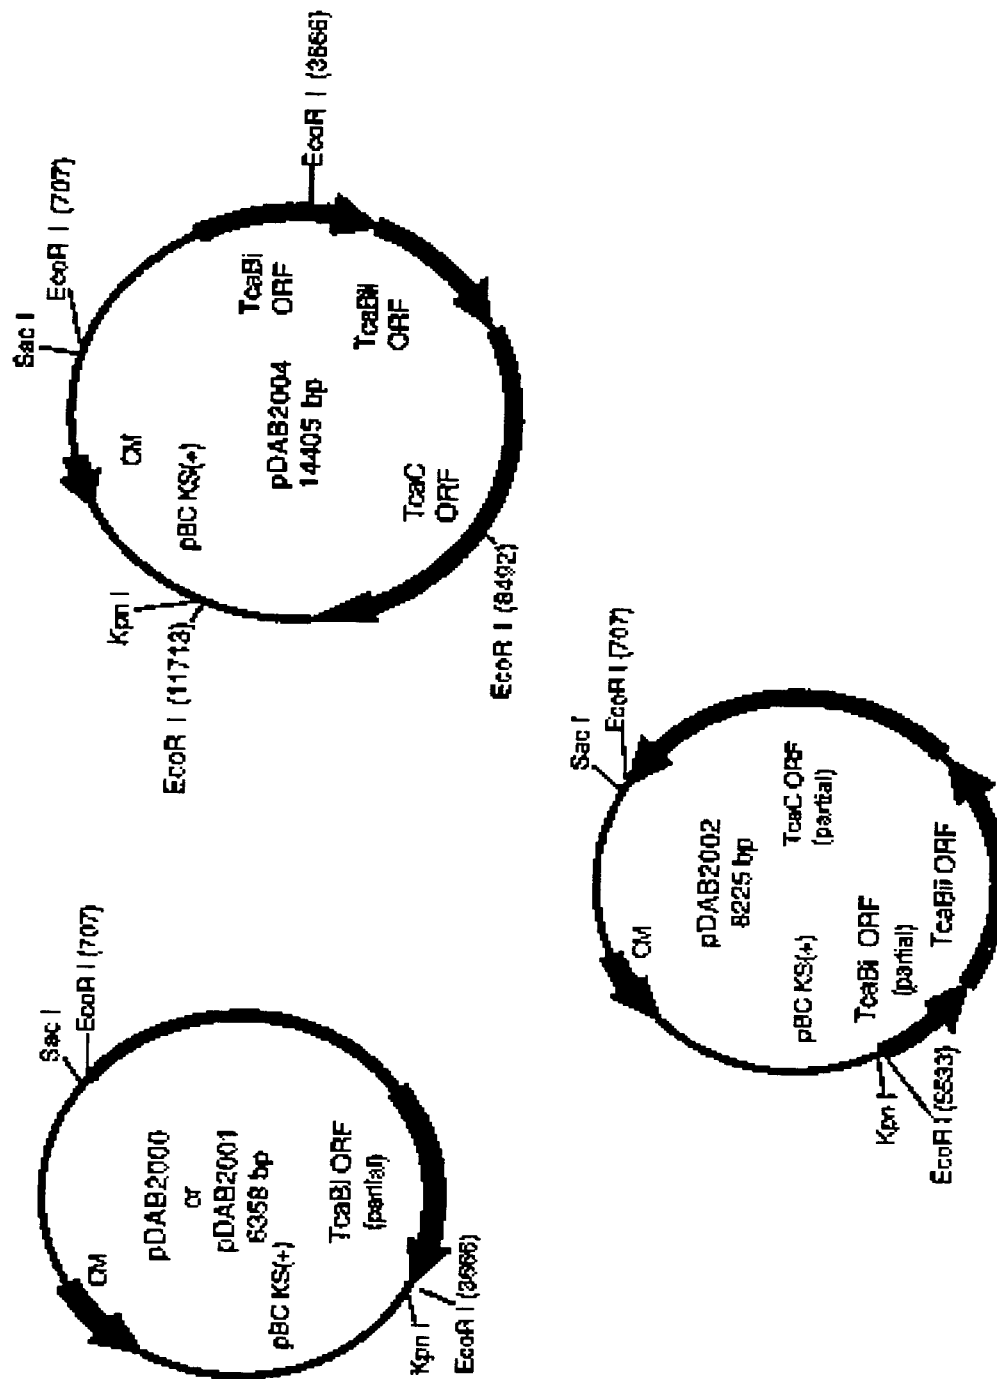 Sac I
EcoR I (707)
CM
pDAB2000
or
pDAB2001
6358 bp
pBC KS(+)
TcaBi ORF
(partial)
Kpn I
EcoR I (3666)
Sac I
EcoR I (707)
EcoR I (3666)
CM
pBC KS(+)
TcaBi
ORF
TcaBii
ORF
pDAB2004
14405 bp
TcaC
ORF
Kpn I
EcoR I (11713)
EcoR I (8492)
Sac I
EcoR I (707)
CM
pDAB2002
8225 bp
pBC KS(+)
TcaC ORF
(partial)
TcaBi ORF
(partial)
TcaBii ORF
Kpn I
EcoR I (5533)